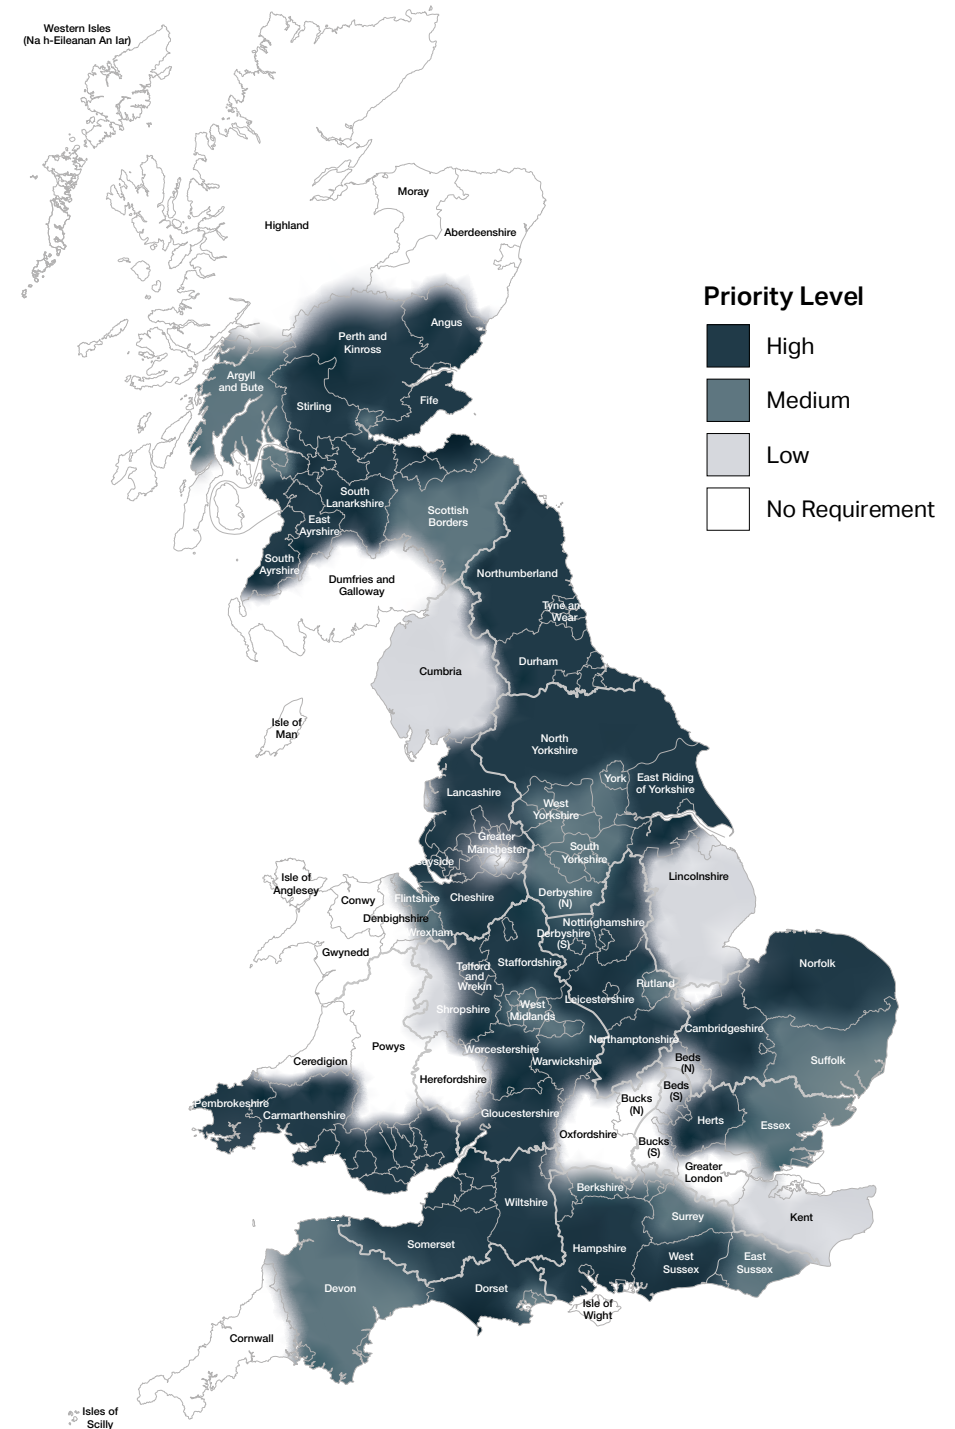 Western Isles
(Na h-Eileanan An Iar)
Moray
Highland
Aberdeenshire
Priority Level
High
Medium
Low
No Requirement
Angus
Perth and
Kinross
Argyll
and Bute
Stirling
Fife
South
Lanarkshire
Scottish
Borders
East
Ayrshire
South
Ayrshire
Dumfries and
Galloway
Northumberland
Tyne an
Wear
Durham
Cumbria
Isle of
Man
North
Yorkshire
York
East Riding
of Yorkshire
Lancashire
West
Yorkshire
Greater
Manchester
South
Yorkshire
eyside
Lincolnshire
Isle of
Anglesey
Conwy
Flintshire
Cheshire
Derbyshire
(N)
Denbighshire
Wrexham
Nottinghamshire
Derbyshire
(S)
Gwynedd
Telford
and
Wrekin
Staffordshire
Norfolk
Rutland
Leicestershire
Shropshire
West
Midlands
Cambridgeshire
Northamptonshire
Powys
Worcestershire
Warwickshire
Suffolk
Ceredigion
Herefordshire
Beds
(N)
Beds
(S)
Bucks
(N)
Pembrokeshire
Carmarthenshire
Gloucestershire
Herts
Essex
Oxfordshire
Bucks
(S)
Greater
London
Berkshire
Wiltshire
Surrey
Kent
Somerset
Hampshire
West
Sussex
East
Sussex
Devon
Dorset
Isle of
Wight
Cornwall
Isles of
Scilly